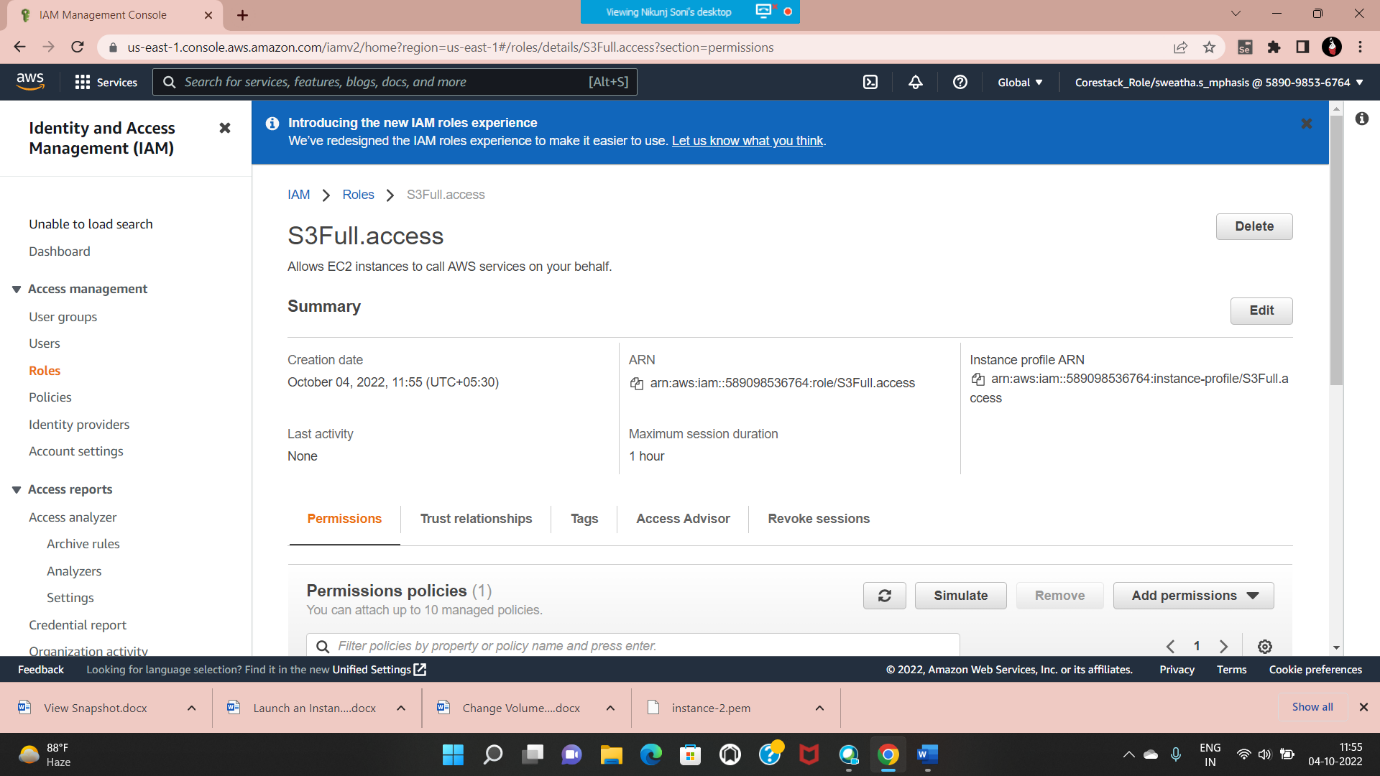 IAM Management Console
Viewing Nikunj Soni's desktop
us-east-1.console.aws.amazon.com/iamv2/home?region=us-east-1#/roles/details/S3Full.access?section=permissions
Se
aws
Services
Search for services, features, blogs, docs, and more
[Alt+S]
Global
Corestack_Role/sweatha.s_mphasis @ 5890-9853-6764
Identity and Access
Management (IAM)
Unable to load search
Dashboard
Access management
User groups
Users
Roles
Policies
Identity providers
Account settings
Access reports
Access analyzer
Archive rules
Analyzers
Settings
Credential report
Organization activity
Introducing the new IAM roles experience
We've redesigned the IAM roles experience to make it easier to use. Let us know what you think.
IAM > Roles > S3Full.access
S3Full.access
Delete
Allows EC2 instances to call AWS services on your behalf.
Summary
Edit
Creation date
October 04, 2022, 11:55 (UTC+05:30)
ARN
arn:aws:iam::589098536764:role/S3Full.access
Instance profile ARN
arn:aws:iam::589098536764:instance-profile/S3Full.a
ccess
Last activity
None
Maximum session duration
1 hour
Permissions
Trust relationships
Tags
Access Advisor
Revoke sessions
Permissions policies (1)
You can attach up to 10 managed policies.
Simulate
Remove
Add permissions
Filter policies by property or policy name and press enter.
1
Feedback
Looking for language selection? Find it in the new Unified Settings
© 2022, Amazon Web Services, Inc. or its affiliates.
Privacy
Terms
Cookie preferences
View Snapshot.docx
Launch an Instan....docx
Change Volume....docx
instance-2.pem
Show all
88°F
Haze
ENG
IN
11:55
04-10-2022